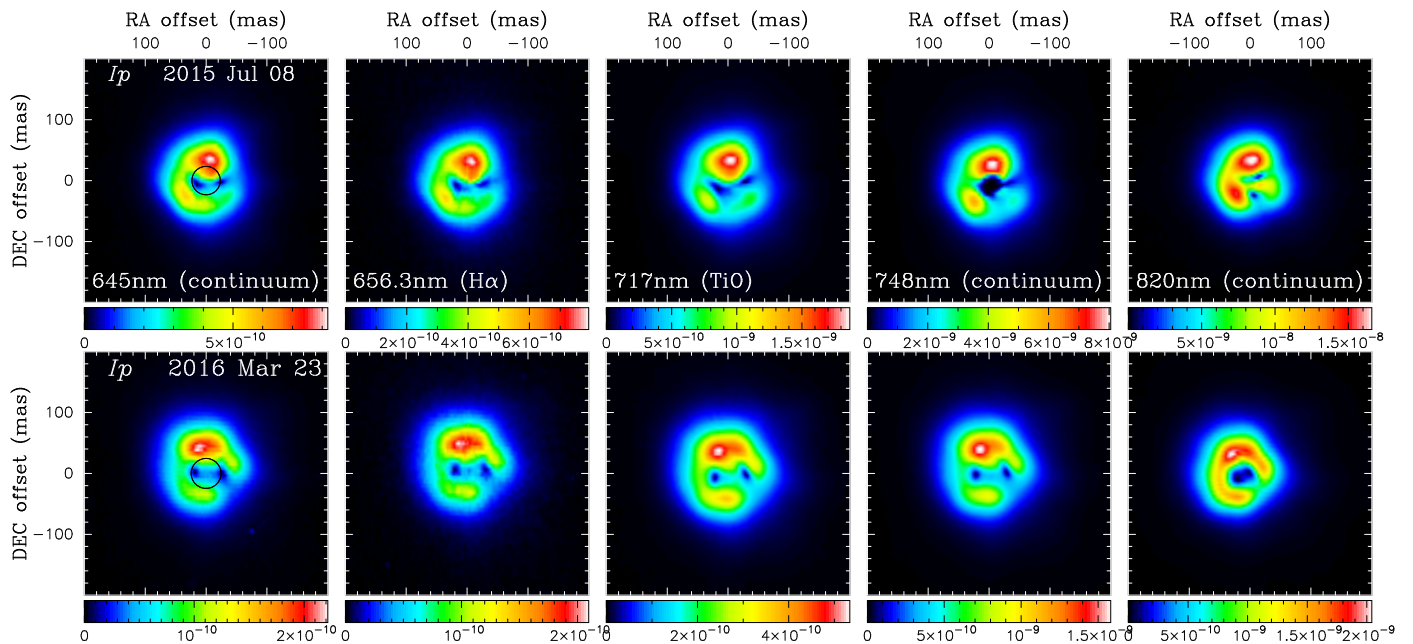 RA offset (mas) RA offset (mas) RA offset (mas) RA offset (mas) RA offset (mas)
100 0 −100 100 0 −100 100 0 −100 100 0 −100 −100 0 100
Ip 2015 Jul 08
DEC offset (mas)
100
0
−100
645nm (continuum) 656.3nm (Hα) 717nm (TiO) 748nm (continuum) 820nm (continuum)
0 5×10⁻¹⁰ 0 2×10⁻¹⁰ 4×10⁻¹⁰ 6×10⁻¹⁰ 0 5×10⁻¹⁰ 10⁻⁹ 1.5×10⁻⁹ 0 2×10⁻⁹ 4×10⁻⁹ 6×10⁻⁹ 5×10⁻⁹ 10⁻⁸ 1.5×10⁻⁸
Ip 2016 Mar 23
DEC offset (mas)
100
0
−100
0 10⁻¹⁰ 2×10⁻¹⁰ 0 10⁻¹⁰ 2×10⁻¹⁰ 2×10⁻¹⁰ 4×10⁻¹⁰ 0 5×10⁻¹⁰ 10⁻⁹ 1.5×10⁻⁹ 5×10⁻¹⁰ 10⁻⁹ 1.5×10⁻⁹ 2×10⁻⁹